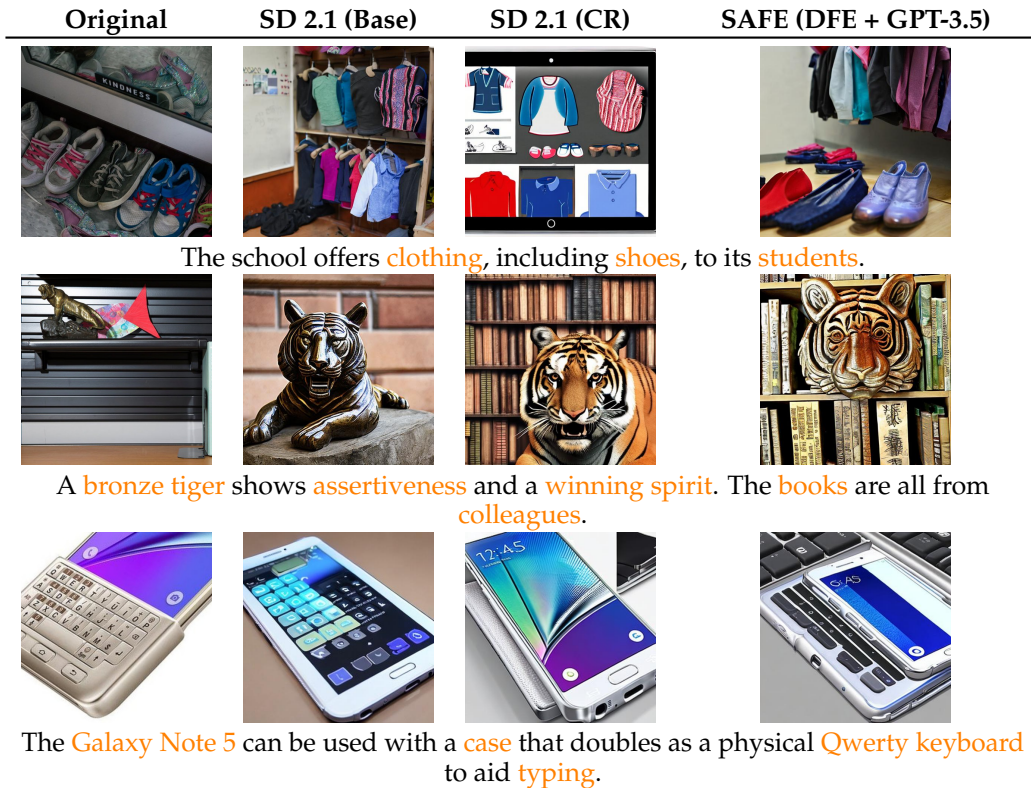 Original SD 2.1 (Base) SD 2.1 (CR) SAFE (DFE + GPT-3.5)
KINDNESS
The school offers clothing, including shoes, to its students.
A bronze tiger shows assertiveness and a winning spirit. The books are all from
colleagues.
12:45
The Galaxy Note 5 can be used with a case that doubles as a physical Qwerty keyboard
to aid typing.